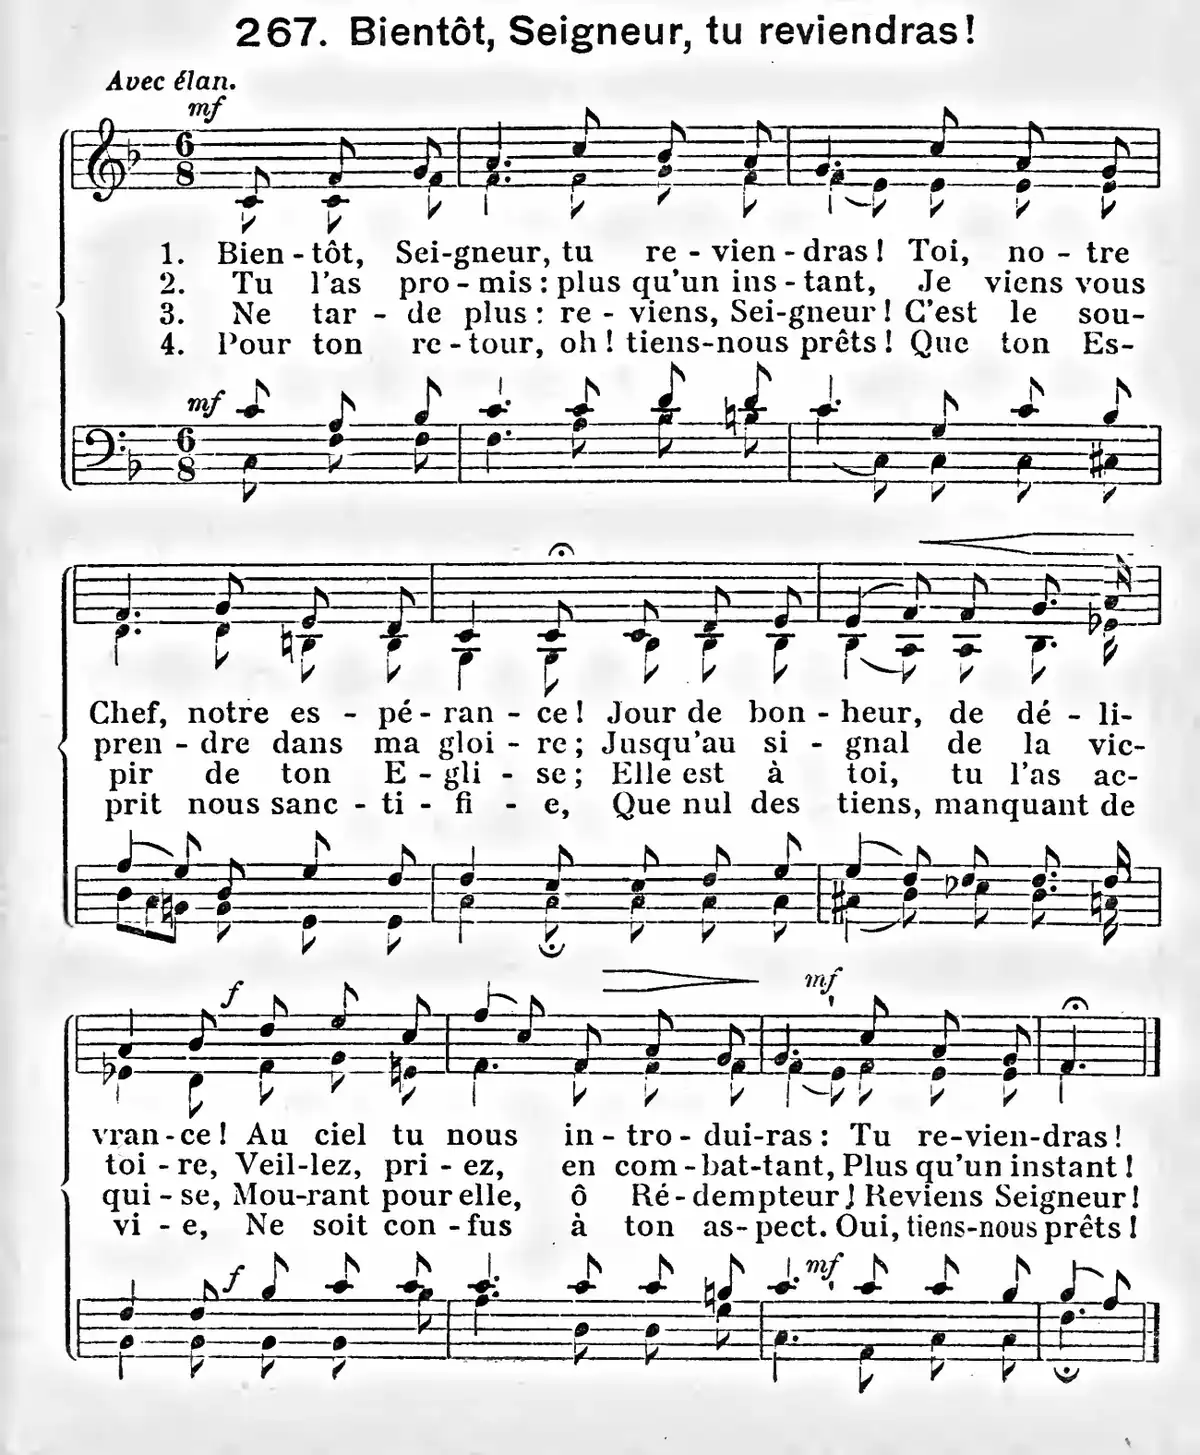 267. Bientôt, Seigneur, tu reviendras!
Avec élan.
mf
6
8
1. Bien - tôt, Sei-gneur, tu re - vien - dras! Toi, no - tre
2. Tu l'as pro - mis : plus qu'un ins - tant, Je viens vous
3. Ne tar - de plus : re - viens, Sei-gneur! C'est le sou-
4. Pour ton re - tour, oh! tiens-nous prêts! Que ton Es-
mf
6
8
Chef, notre es - pé - ran - ce! Jour de bon - heur, de dé - li-
pren - dre dans ma gloi - re; Jusqu'au si - gnal de la vic-
pir de ton E - gli - se; Elle est à toi, tu l'as ac-
prit nous sanc - ti - fi - e, Que nul des tiens, manquant de
f
mf
vran - ce! Au ciel tu nous in - tro - dui-ras: Tu re-vien-dras!
toi - re, Veil-lez, pri - ez, en com - bat-tant, Plus qu'un instant!
qui - se, Mou-rant pour elle, ô Ré - dempteur! Reviens Seigneur!
vi - e, Ne soit con - fus à ton as-pect. Oui, tiens-nous prêts!
f
mf